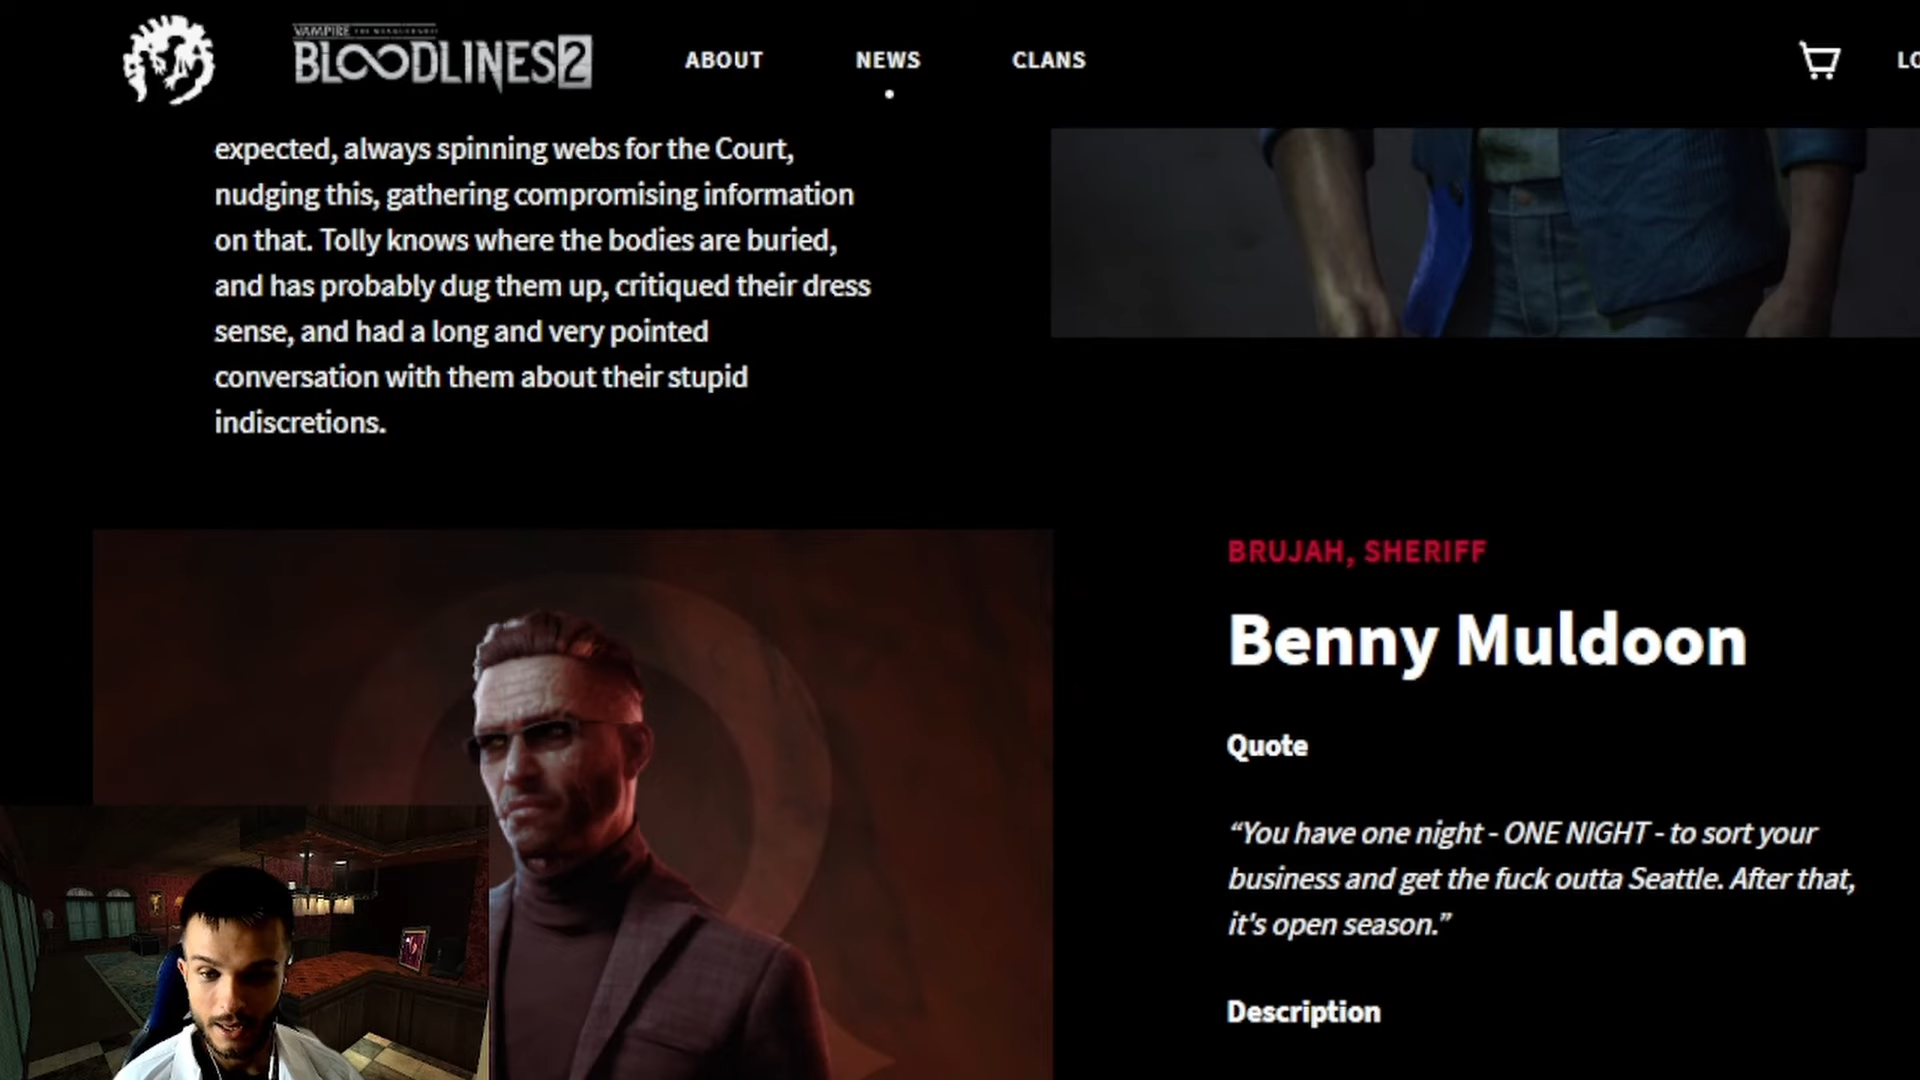 VAMPIRE
BLOODLINES 2
ABOUT
NEWS
CLANS
LO
expected, always spinning webs for the Court,
nudging this, gathering compromising information
on that. Tolly knows where the bodies are buried,
and has probably dug them up, critiqued their dress
sense, and had a long and very pointed
conversation with them about their stupid
indiscretions.
BRUJAH, SHERIFF
Benny Muldoon
Quote
“You have one night - ONE NIGHT - to sort your
business and get the fuck outta Seattle. After that,
it's open season.”
Description